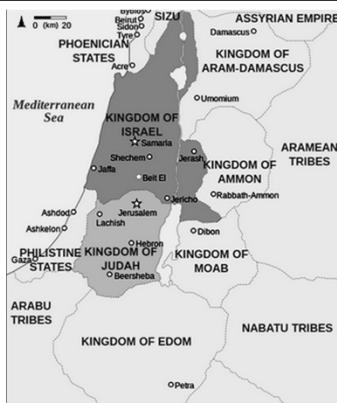 Byblos
SIZU
0 (km) 20
Beirut
Sidon
Tyre
ASSYRIAN EMPIRE
Damascus
PHOENICIAN
STATES
KINGDOM OF
ARAM-DAMASCUS
Acre
Mediterranean
Sea
Umomium
KINGDOM OF
ISRAEL
Samaria
Shechem
Jerash
ARAMEAN
TRIBES
KINGDOM OF
AMMON
Jaffa
Beit El
Jericho
Rabbath-Ammon
Ashdod
Jerusalem
Lachish
Ashkelon
Dibon
Hebron
PHILISTINE
STATES
Gaza
KINGDOM OF
JUDAH
KINGDOM OF
MOAB
Beersheba
ARABU
TRIBES
NABATU TRIBES
KINGDOM OF EDOM
Petra